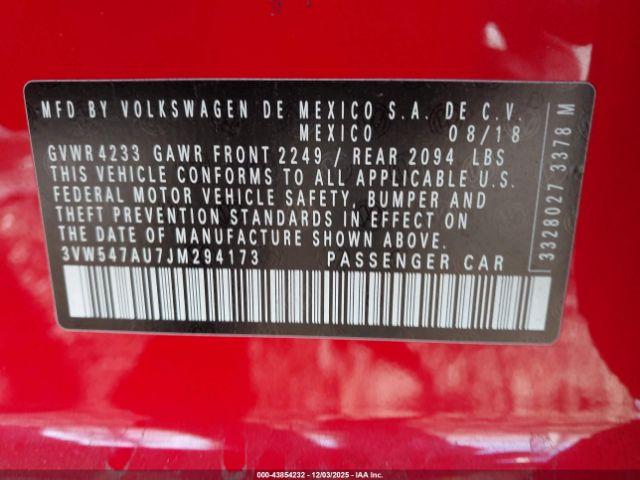 MFD BY VOLKSWAGEN DE MEXICO S.A. DE C.V.
MEXICO 08/18
GVWR 4233 GAWR FRONT 2249 / REAR 2094 LBS
THIS VEHICLE CONFORMS TO ALL APPLICABLE U.S.
FEDERAL MOTOR VEHICLE SAFETY, BUMPER AND
THEFT PREVENTION STANDARDS IN EFFECT ON
THE DATE OF MANUFACTURE SHOWN ABOVE.
3VW547AU7JM294173 PASSENGER CAR
3328027 3378 M
000-43854232 - 12/03/2025 - IAA Inc.